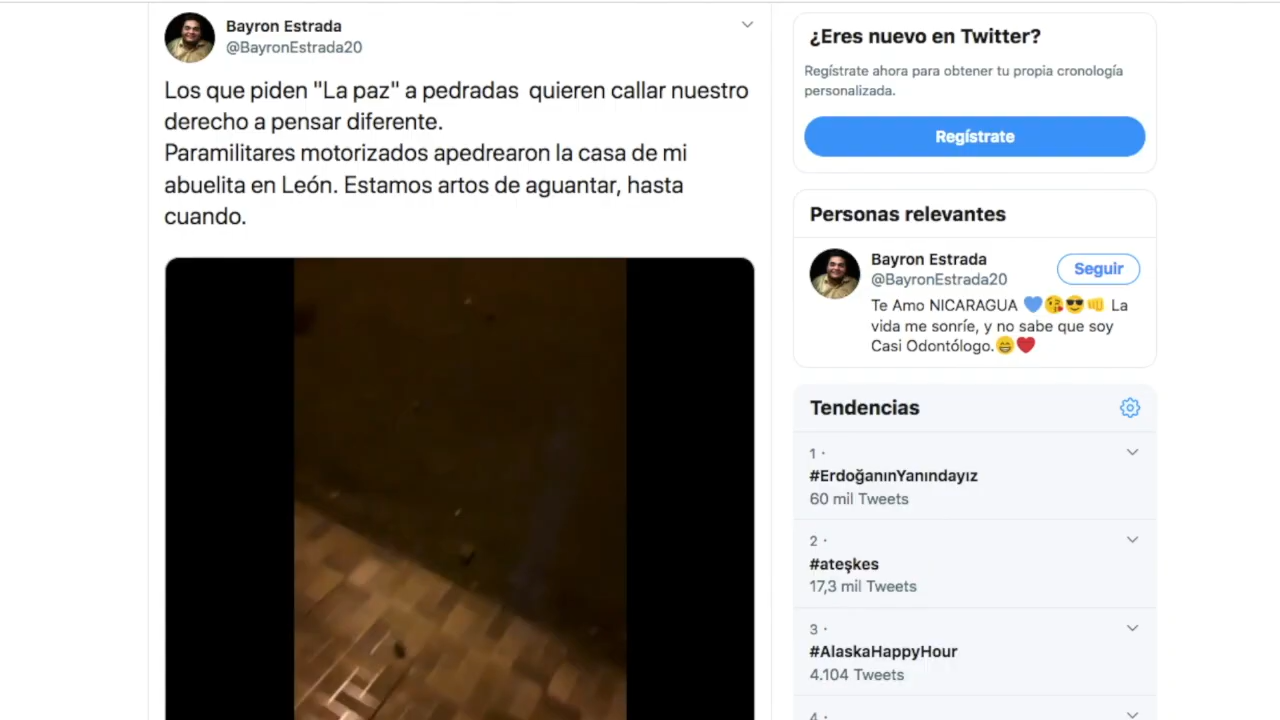 Bayron Estrada
@BayronEstrada20
Los que piden "La paz" a pedradas quieren callar nuestro
derecho a pensar diferente.
Paramilitares motorizados apedrearon la casa de mi
abuelita en León. Estamos artos de aguantar, hasta
cuando.
¿Eres nuevo en Twitter?
Regístrate ahora para obtener tu propia cronología
personalizada.
Regístrate
Personas relevantes
Bayron Estrada
@BayronEstrada20
Seguir
Te Amo NICARAGUA 💙😘😎👊 La
vida me sonríe, y no sabe que soy
Casi Odontólogo.😁❤️
Tendencias
1 ·
#ErdoğanınYanındayız
60 mil Tweets
2 ·
#ateşkes
17,3 mil Tweets
3 ·
#AlaskaHappyHour
4.104 Tweets
4 ·